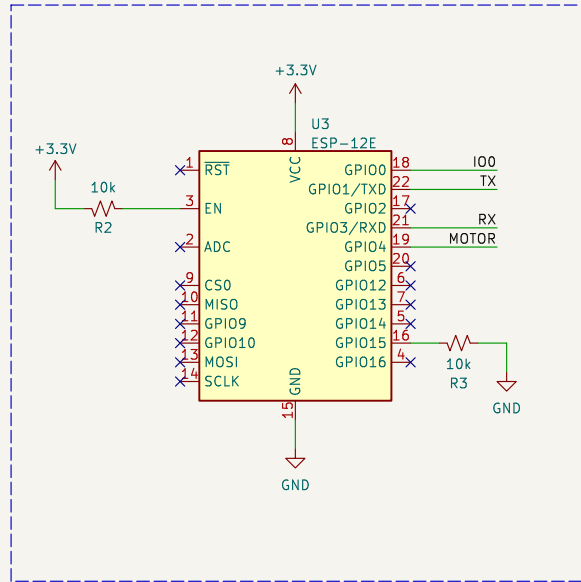 +3.3V
U3
ESP-12E
8
VCC
+3.3V
10k
R2
1
RST
3
EN
2
ADC
9
CS0
10
MISO
11
GPIO9
12
GPIO10
13
MOSI
14
SCLK
GPIO0
18
IO0
GPIO1/TXD
22
TX
GPIO2
17
GPIO3/RXD
21
RX
GPIO4
19
MOTOR
GPIO5
20
GPIO12
6
GPIO13
7
GPIO14
5
GPIO15
16
GPIO16
4
10k
R3
GND
GND
15
GND